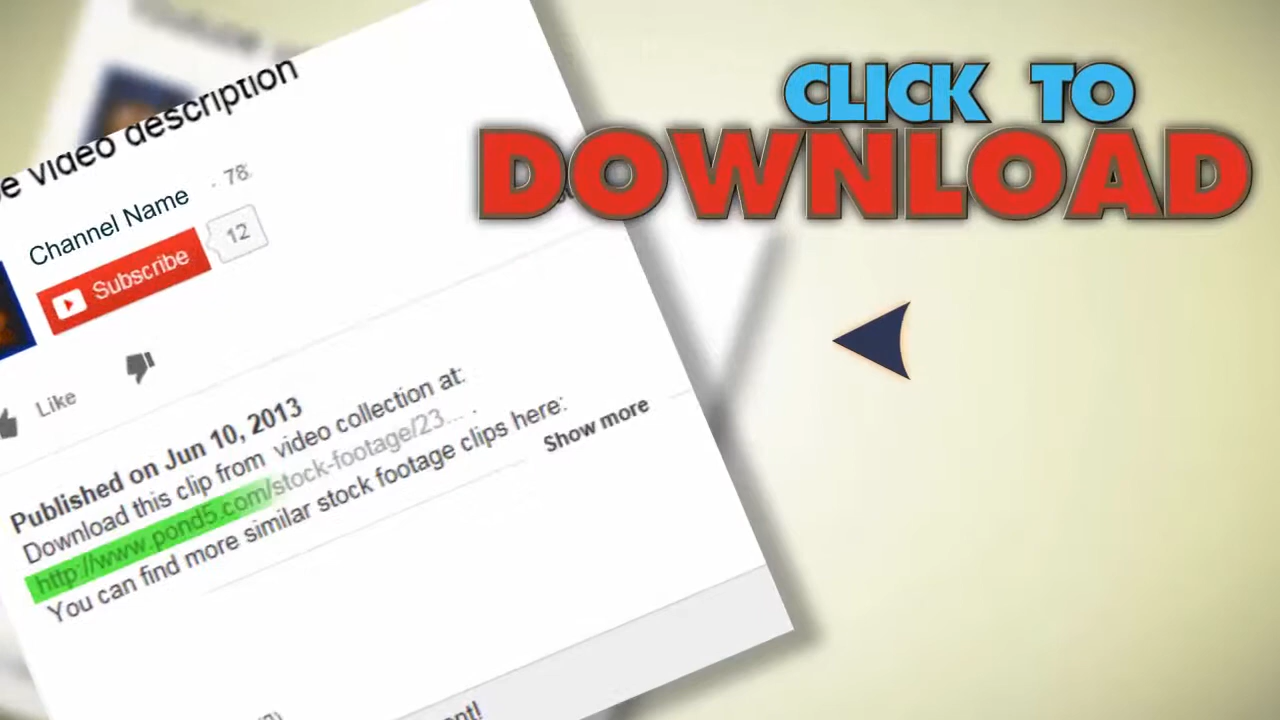 CLICK TO
DOWNLOAD
video description
Channel Name
78
Subscribe
12
Like
Published on Jun 10, 2013
Download this clip from video collection at:
http://www.pond5.com/stock-footage/23...
You can find more similar stock footage clips here:
Show more